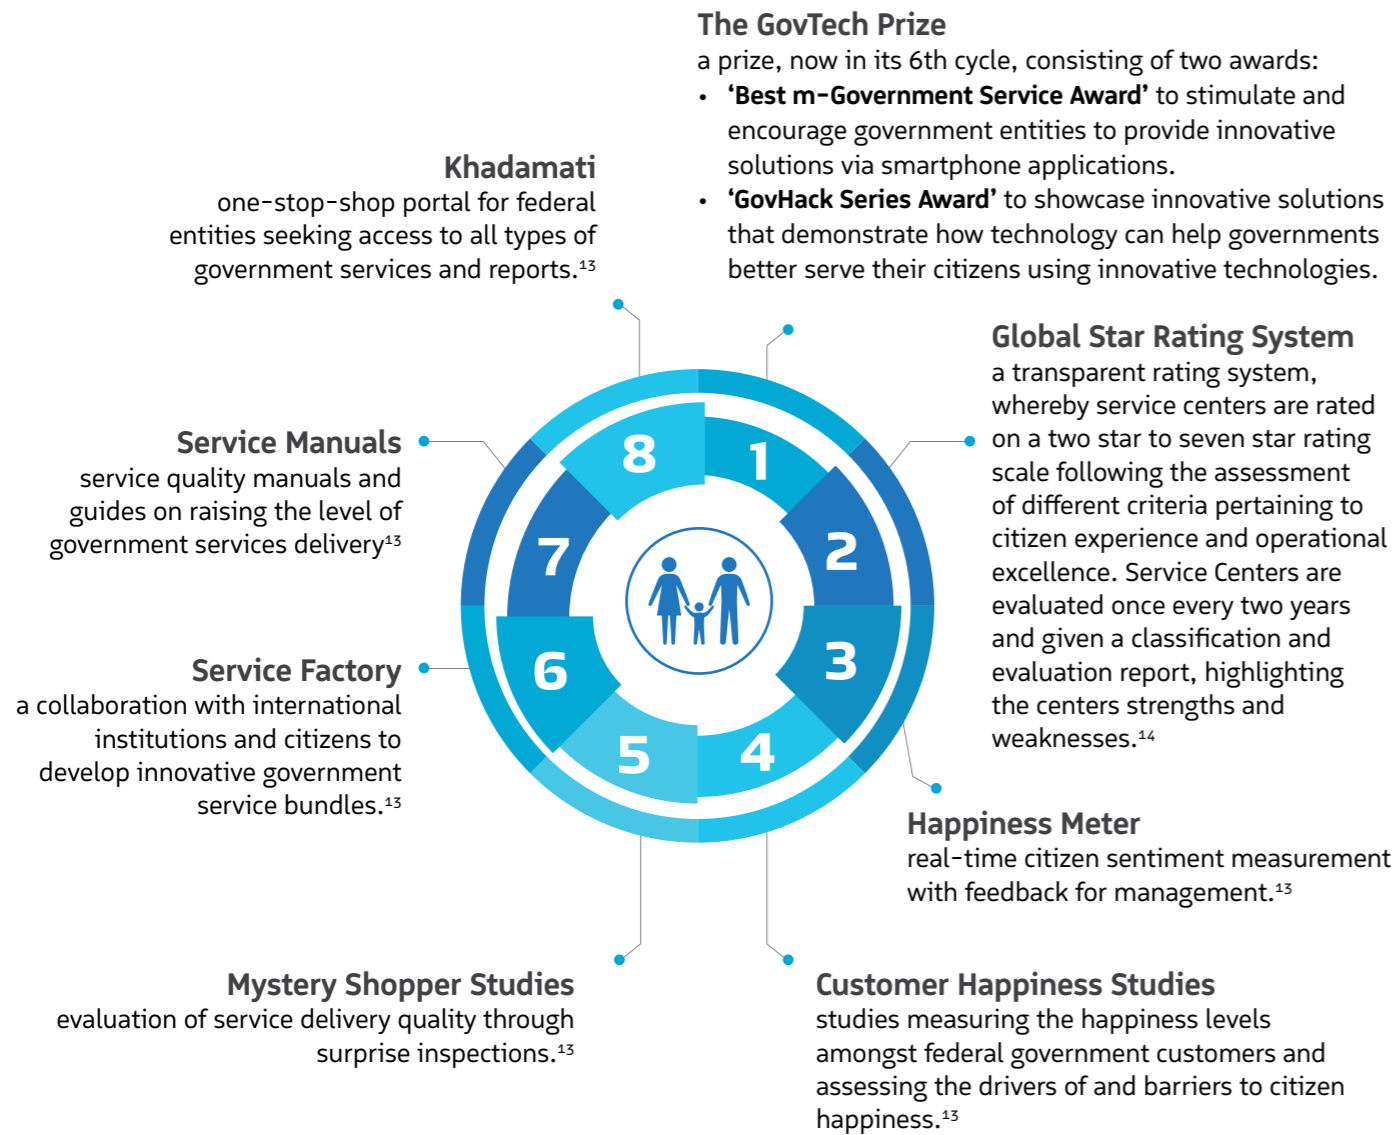 The GovTech Prize
a prize, now in its 6th cycle, consisting of two awards:
• ‘Best m-Government Service Award’ to stimulate and
encourage government entities to provide innovative
solutions via smartphone applications.
• ‘GovHack Series Award’ to showcase innovative solutions
that demonstrate how technology can help governments
better serve their citizens using innovative technologies.
Khadamati
one-stop-shop portal for federal
entities seeking access to all types of
government services and reports.¹³
Global Star Rating System
a transparent rating system,
whereby service centers are rated
on a two star to seven star rating
scale following the assessment
of different criteria pertaining to
citizen experience and operational
excellence. Service Centers are
evaluated once every two years
and given a classification and
evaluation report, highlighting
the centers strengths and
weaknesses.¹⁴
Service Manuals
service quality manuals and
guides on raising the level of
government services delivery¹³
8
1
7
2
6
3
5
4
Service Factory
a collaboration with international
institutions and citizens to
develop innovative government
service bundles.¹³
Happiness Meter
real-time citizen sentiment measurement
with feedback for management.¹³
Mystery Shopper Studies
evaluation of service delivery quality through
surprise inspections.¹³
Customer Happiness Studies
studies measuring the happiness levels
amongst federal government customers and
assessing the drivers of and barriers to citizen
happiness.¹³